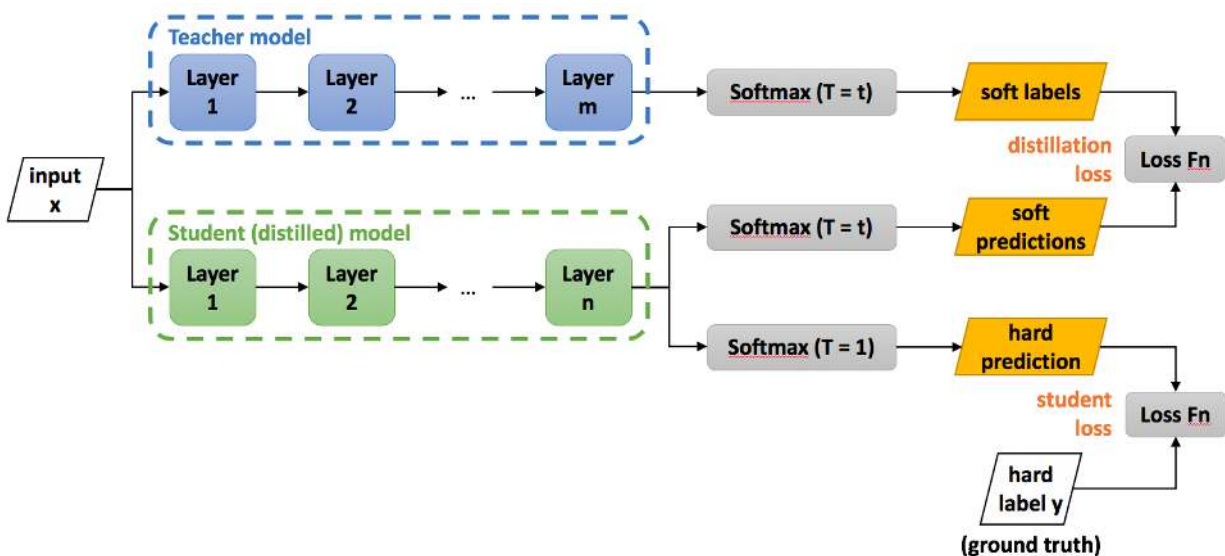 Teacher model
Layer
1
Layer
2
...
Layer
m
Softmax (T = t)
soft labels
distillation
loss
Loss Fn
input
x
Student (distilled) model
Layer
1
Layer
2
...
Layer
n
Softmax (T = t)
soft
predictions
Softmax (T = 1)
hard
prediction
student
loss
Loss Fn
hard
label y
(ground truth)